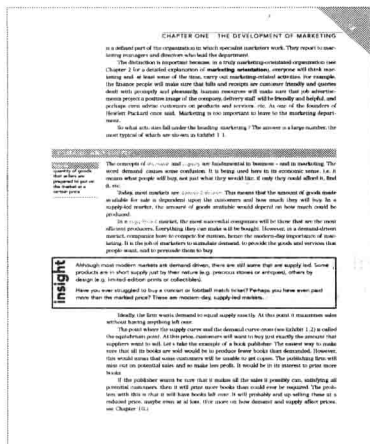 CHAPTER ONE THE DEVELOPMENT OF MARKETING
is a defined part of the organization in which specialist marketers work. They report to mar-
keting managers and directors who lead the department.
The distinction is important because, in a truly marketing-orientated organization (see
Chapter 2 for a detailed explanation of marketing orientation), everyone will think mar-
keting and, at least some of the time, carry out marketing-related activities. For example,
the finance people will make sure that bills and receipts are customer friendly and queries
dealt with promptly and pleasantly, human resources will make sure that job advertise-
ments project a positive image of the company, delivery staff will be friendly and helpful, and
perhaps even advise customers on products and services, etc. As one of the founders of
Hewlett Packard once said, Marketing is too important to leave to the marketing depart-
ment.
So what acts fall under the heading 'marketing'? The answer is a large number, the
most typical of which are shown in Exhibit 1.1.
quantity of goods
that sellers are
prepared to put on
the market at a
certain price
The concepts of demand and supply are fundamental to business – and to marketing. The
word demand causes some confusion. It is being used here in its economic sense, i.e. it
means what people will buy, not just what they would like, if only they could afford it, find
it, etc.
Today, most markets are demand-driven. This means that the amount of goods made
available for sale is dependent upon the customers and how much they will buy. In a
supply-led market, the amount of goods available would depend on how much could be
produced.
In a supply-led market, the most successful companies will be those that are the most
efficient producers. Everything they can make will be bought. However, in a demand-driven
market, companies have to compete for custom, hence the modern-day importance of mar-
keting. It is the job of marketers to stimulate demand, to provide the goods and services that
people want, and to persuade them to buy.
insight
Although most modern markets are demand driven, there are still some that are supply-led. Some
products are in short supply just by their nature (e.g. precious stones or antiques), others by
design (e.g. limited edition prints or collectibles).
Have you ever struggled to buy a concert or football match ticket? Perhaps you have even paid
more than the marked price? These are modern-day, supply-led markets.
Ideally, the firm wants to demand to equal supply exactly. At this point it maximizes sales
without having anything left over.
The point where the supply curve and the demand curve cross (see Exhibit 1.2) is called
the equilibrium point. At this price, customers will want to buy just exactly the amount that
suppliers want to sell. Let's take the example of a book publisher. The easiest way to make
sure that all its books are sold would be to produce fewer books than demanded. However,
this would mean that some customers will be unable to get copies. The publishing firm will
miss out on potential sales and so make less profit. It would be in its interest to print more
books.
If the publisher wants be sure that it makes all the sales it possibly can, satisfying all
potential customers, then it will print more books than could ever be required. The prob-
lem with this is that it will have books left over. It will probably end up selling these at a
reduced price, maybe even at a loss. (For more on how demand and supply affect prices,
see Chapter 10.)